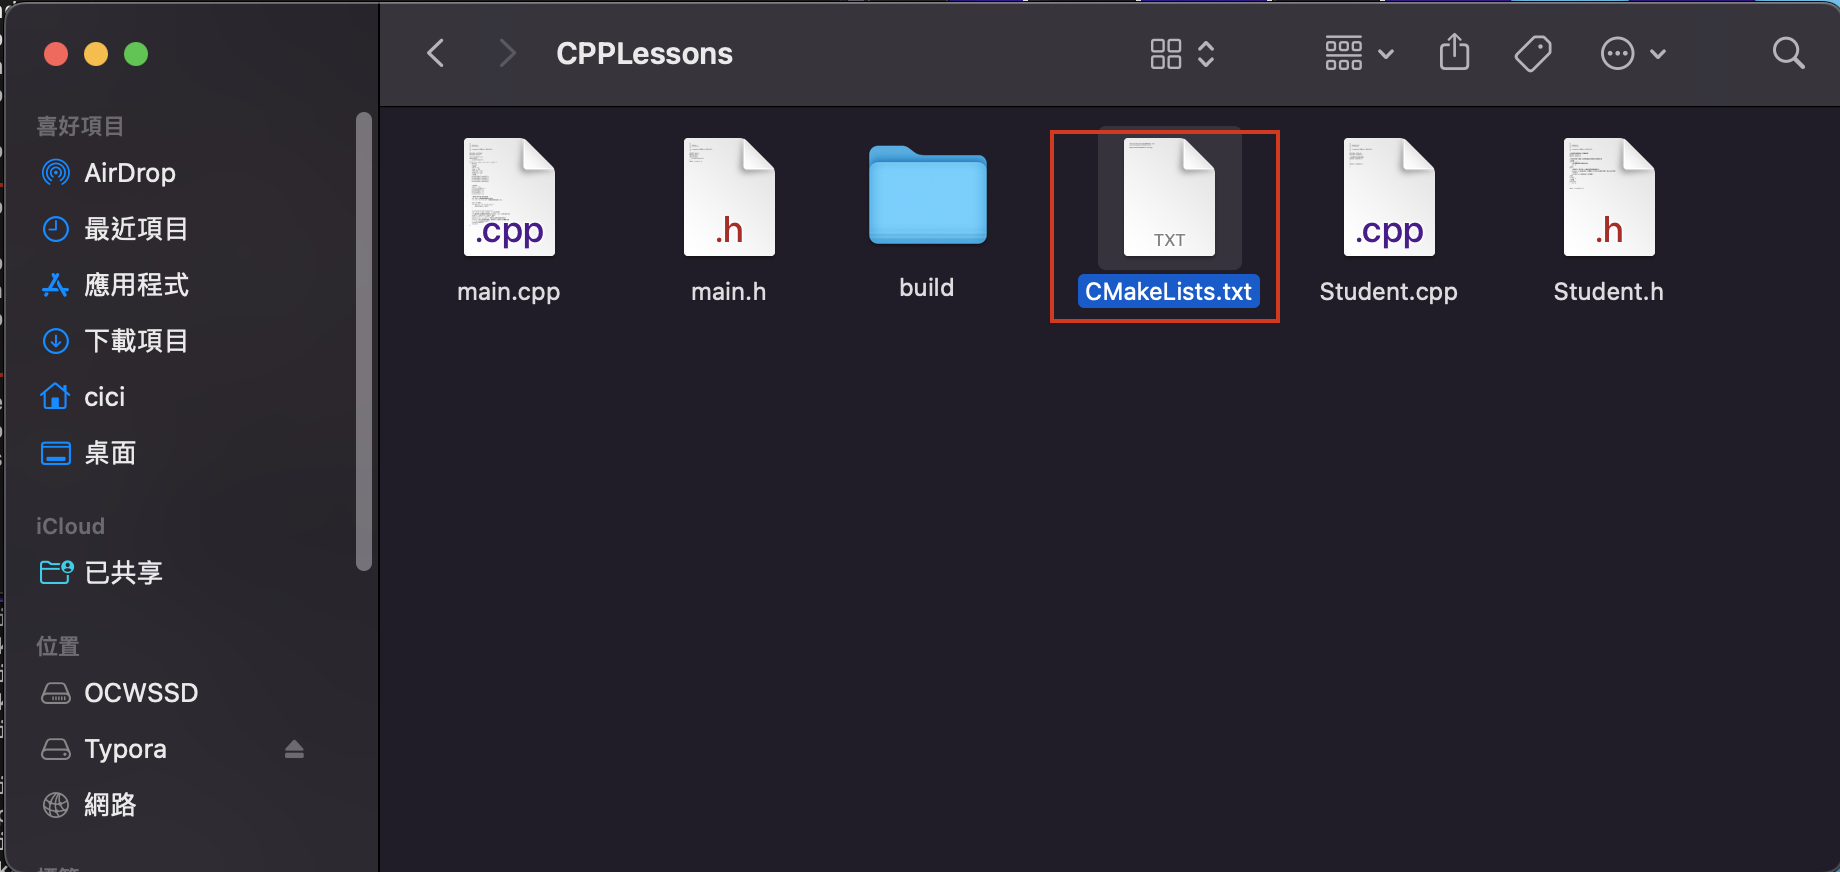 CPPLessons
喜好項目
AirDrop
最近項目
應用程式
下載項目
cici
桌面
iCloud
已共享
位置
OCWSSD
Typora
網路
.cpp
main.cpp
.h
main.h
build
TXT
CMakeLists.txt
.cpp
Student.cpp
.h
Student.h